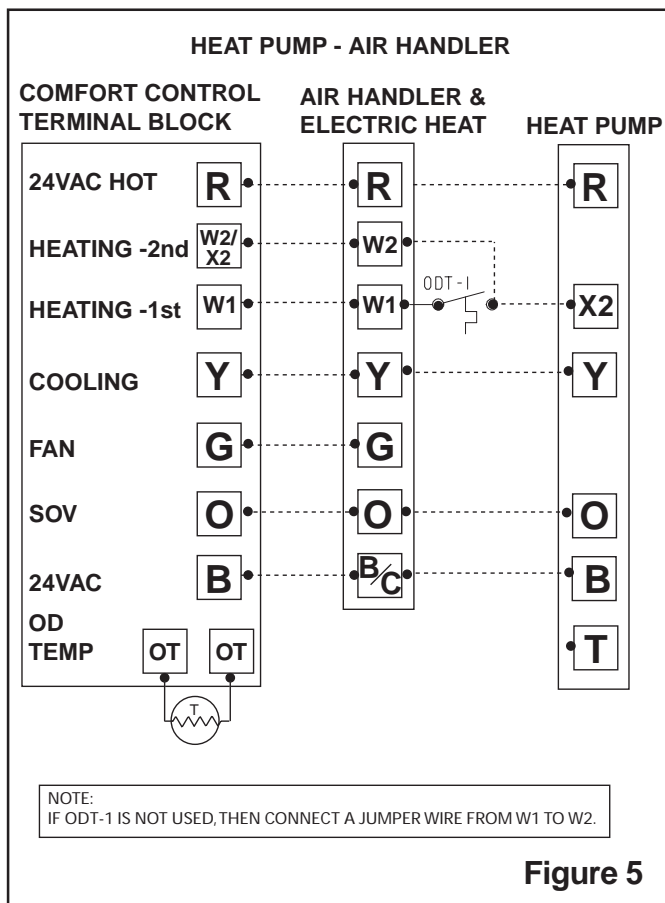 HEAT PUMP - AIR HANDLER
COMFORT CONTROL
TERMINAL BLOCK
AIR HANDLER &
ELECTRIC HEAT
HEAT PUMP
24VAC HOT R R R
HEATING -2nd W2/
X2 W2
ODT-1
HEATING -1st W1 W1 X2
COOLING Y Y Y
FAN G G
SOV O O O
24VAC B B/C B
OD
TEMP OT OT T
T
NOTE:
IF ODT-1 IS NOT USED, THEN CONNECT A JUMPER WIRE FROM W1 TO W2.
Figure 5